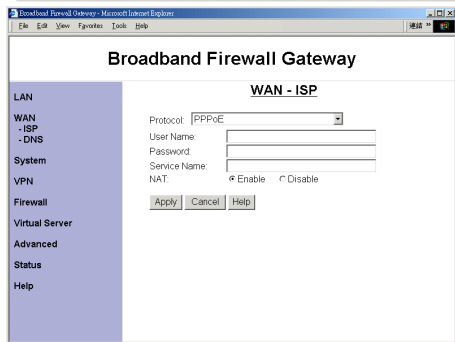 Broadband Firewall Gateway - Microsoft Internet Explorer
File Edit View Favorites Tools Help 連結 »
Broadband Firewall Gateway
LAN
WAN
- ISP
- DNS
System
VPN
Firewall
Virtual Server
Advanced
Status
Help
WAN - ISP
Protocol: PPPoE
User Name:
Password:
Service Name:
NAT: Enable Disable
Apply Cancel Help